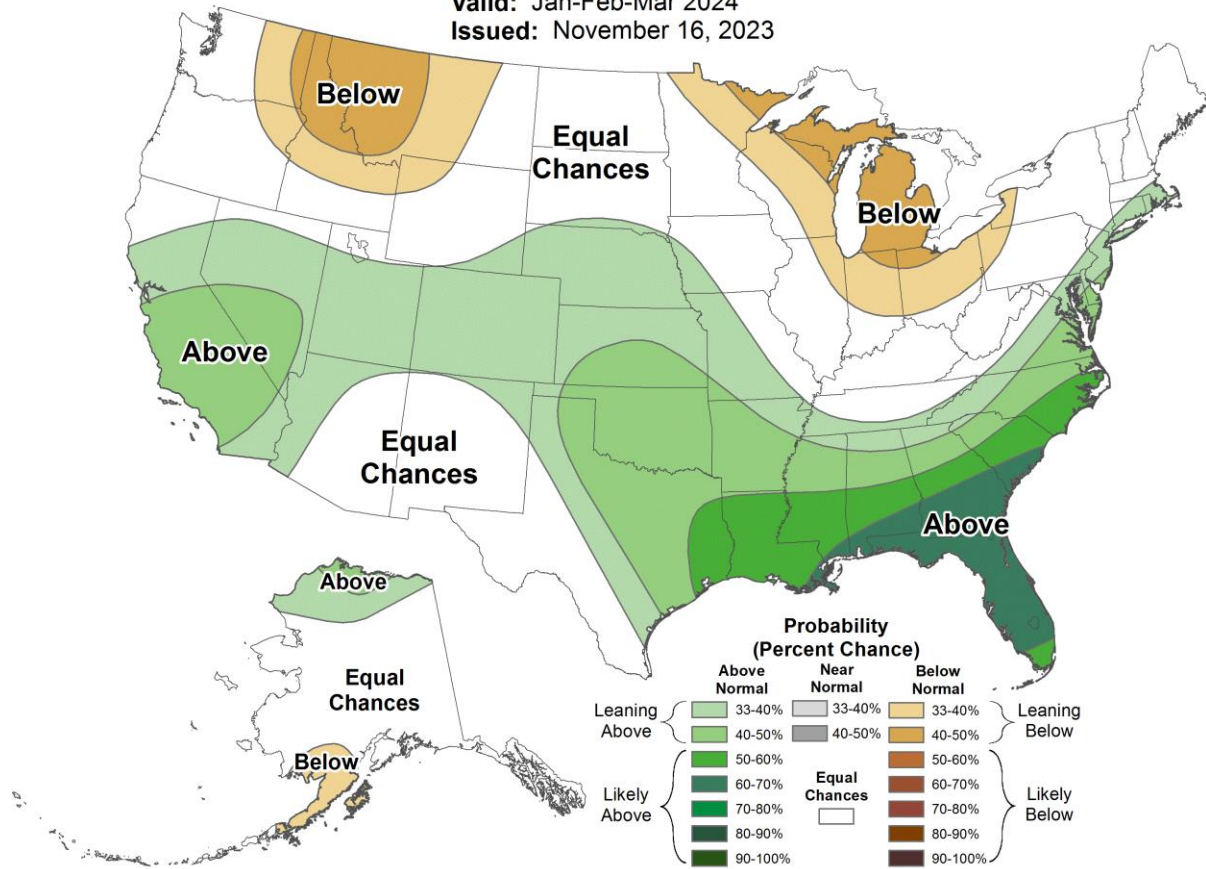 Valid: Jan-Feb-Mar 2024
Issued: November 16, 2023
Below
Equal
Chances
Below
Above
Equal
Chances
Above
Above
Equal
Chances
Below
Probability
(Percent Chance)
Above
Normal
Near
Normal
Below
Normal
Leaning
Above
33-40%
40-50%
33-40%
40-50%
33-40%
40-50%
Leaning
Below
Likely
Above
50-60%
60-70%
70-80%
80-90%
90-100%
Equal
Chances
50-60%
60-70%
70-80%
80-90%
90-100%
Likely
Below